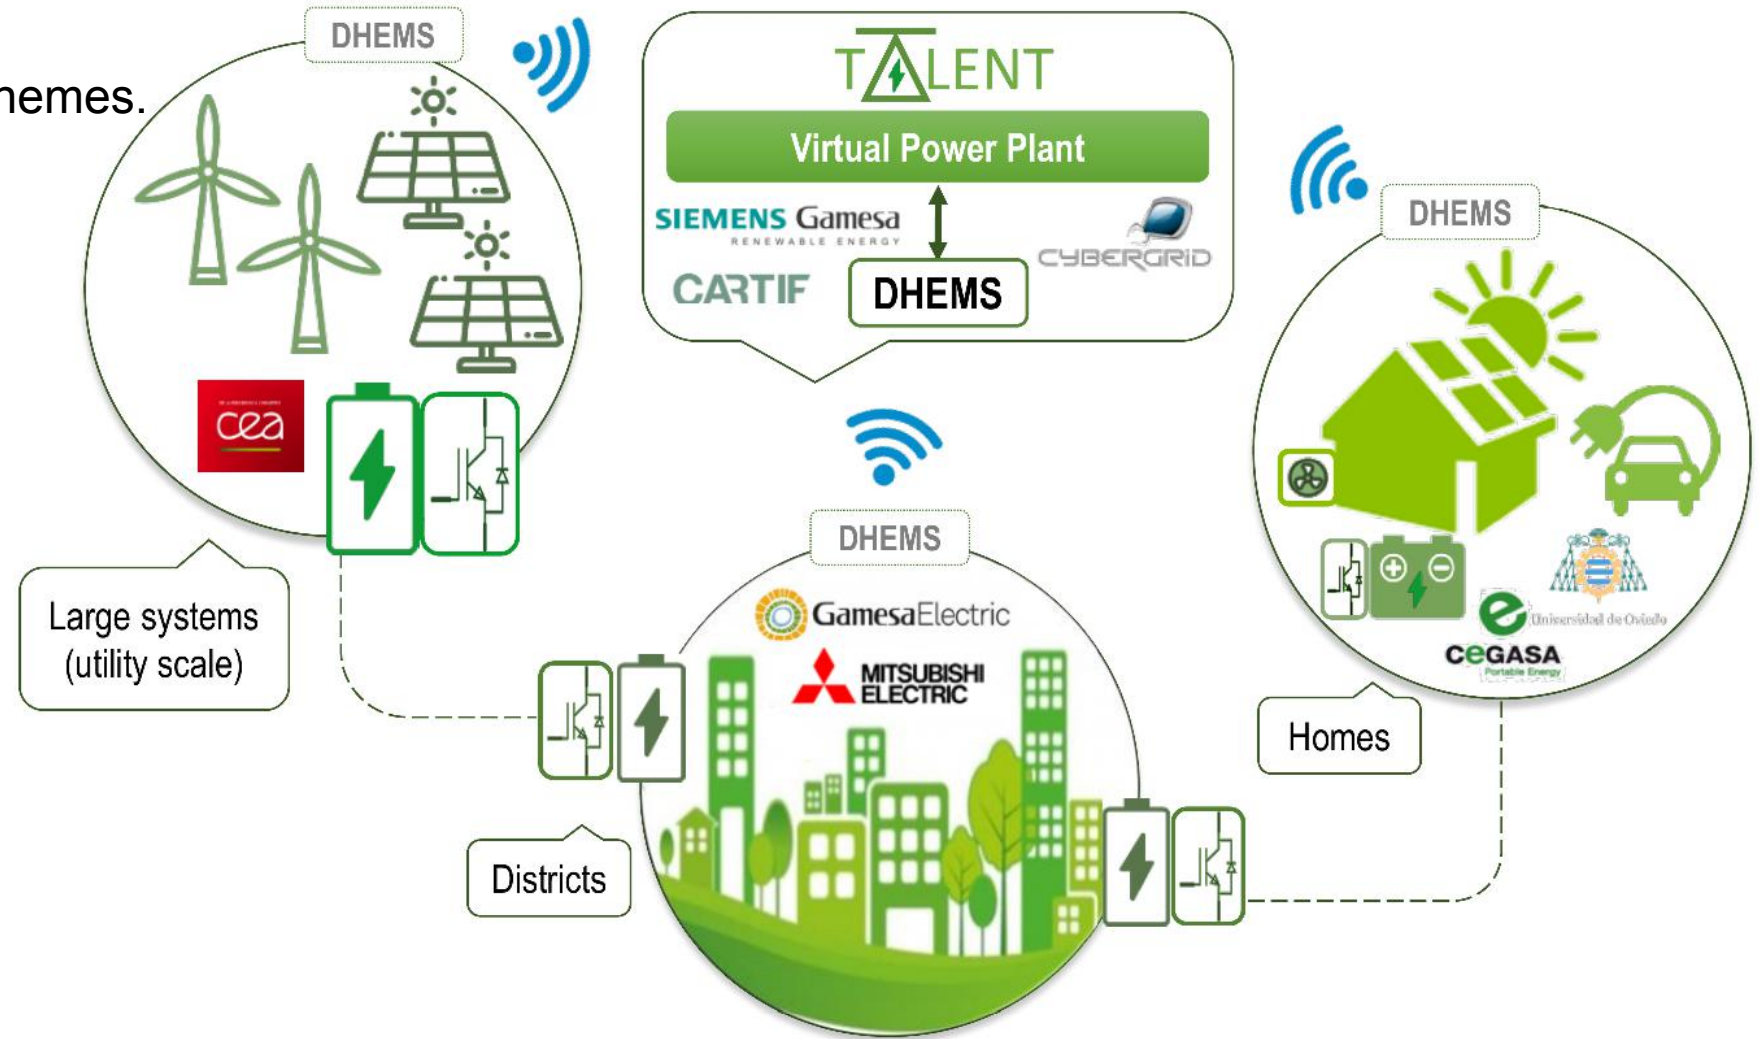 hemes.
DHEMS
TALENT
Virtual Power Plant
SIEMENS Gamesa
RENEWABLE ENERGY
CYBERGRID
CARTIF
DHEMS
DHEMS
cea
Large systems
(utility scale)
DHEMS
GamesaElectric
MITSUBISHI
ELECTRIC
Districts
Universidad de Oviedo
CeGASA
Portable Energy
Homes